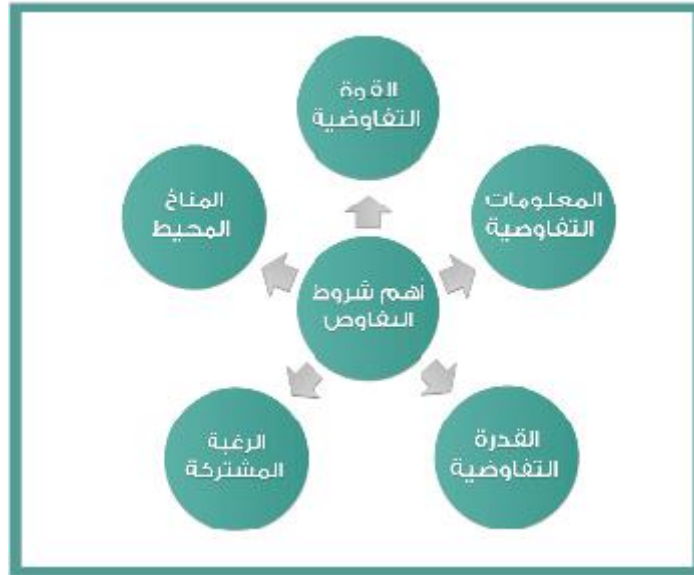 القوة
التفاوضية
المعلومات
التفاوضية
المناخ
المحيط
أهم شروط
التفاوض
القدرة
التفاوضية
الرغبة
المشتركة